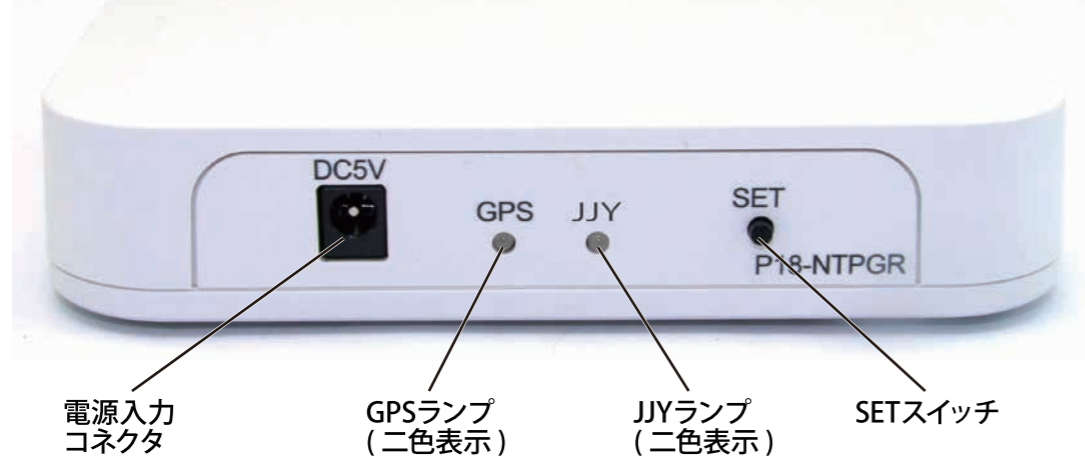 DC5V
GPS
JJY
SET
P18-NTPGR
電源入力
コネクタ
GPSランプ
( 二色表示 )
JJYランプ
( 二色表示 )
SETスイッチ